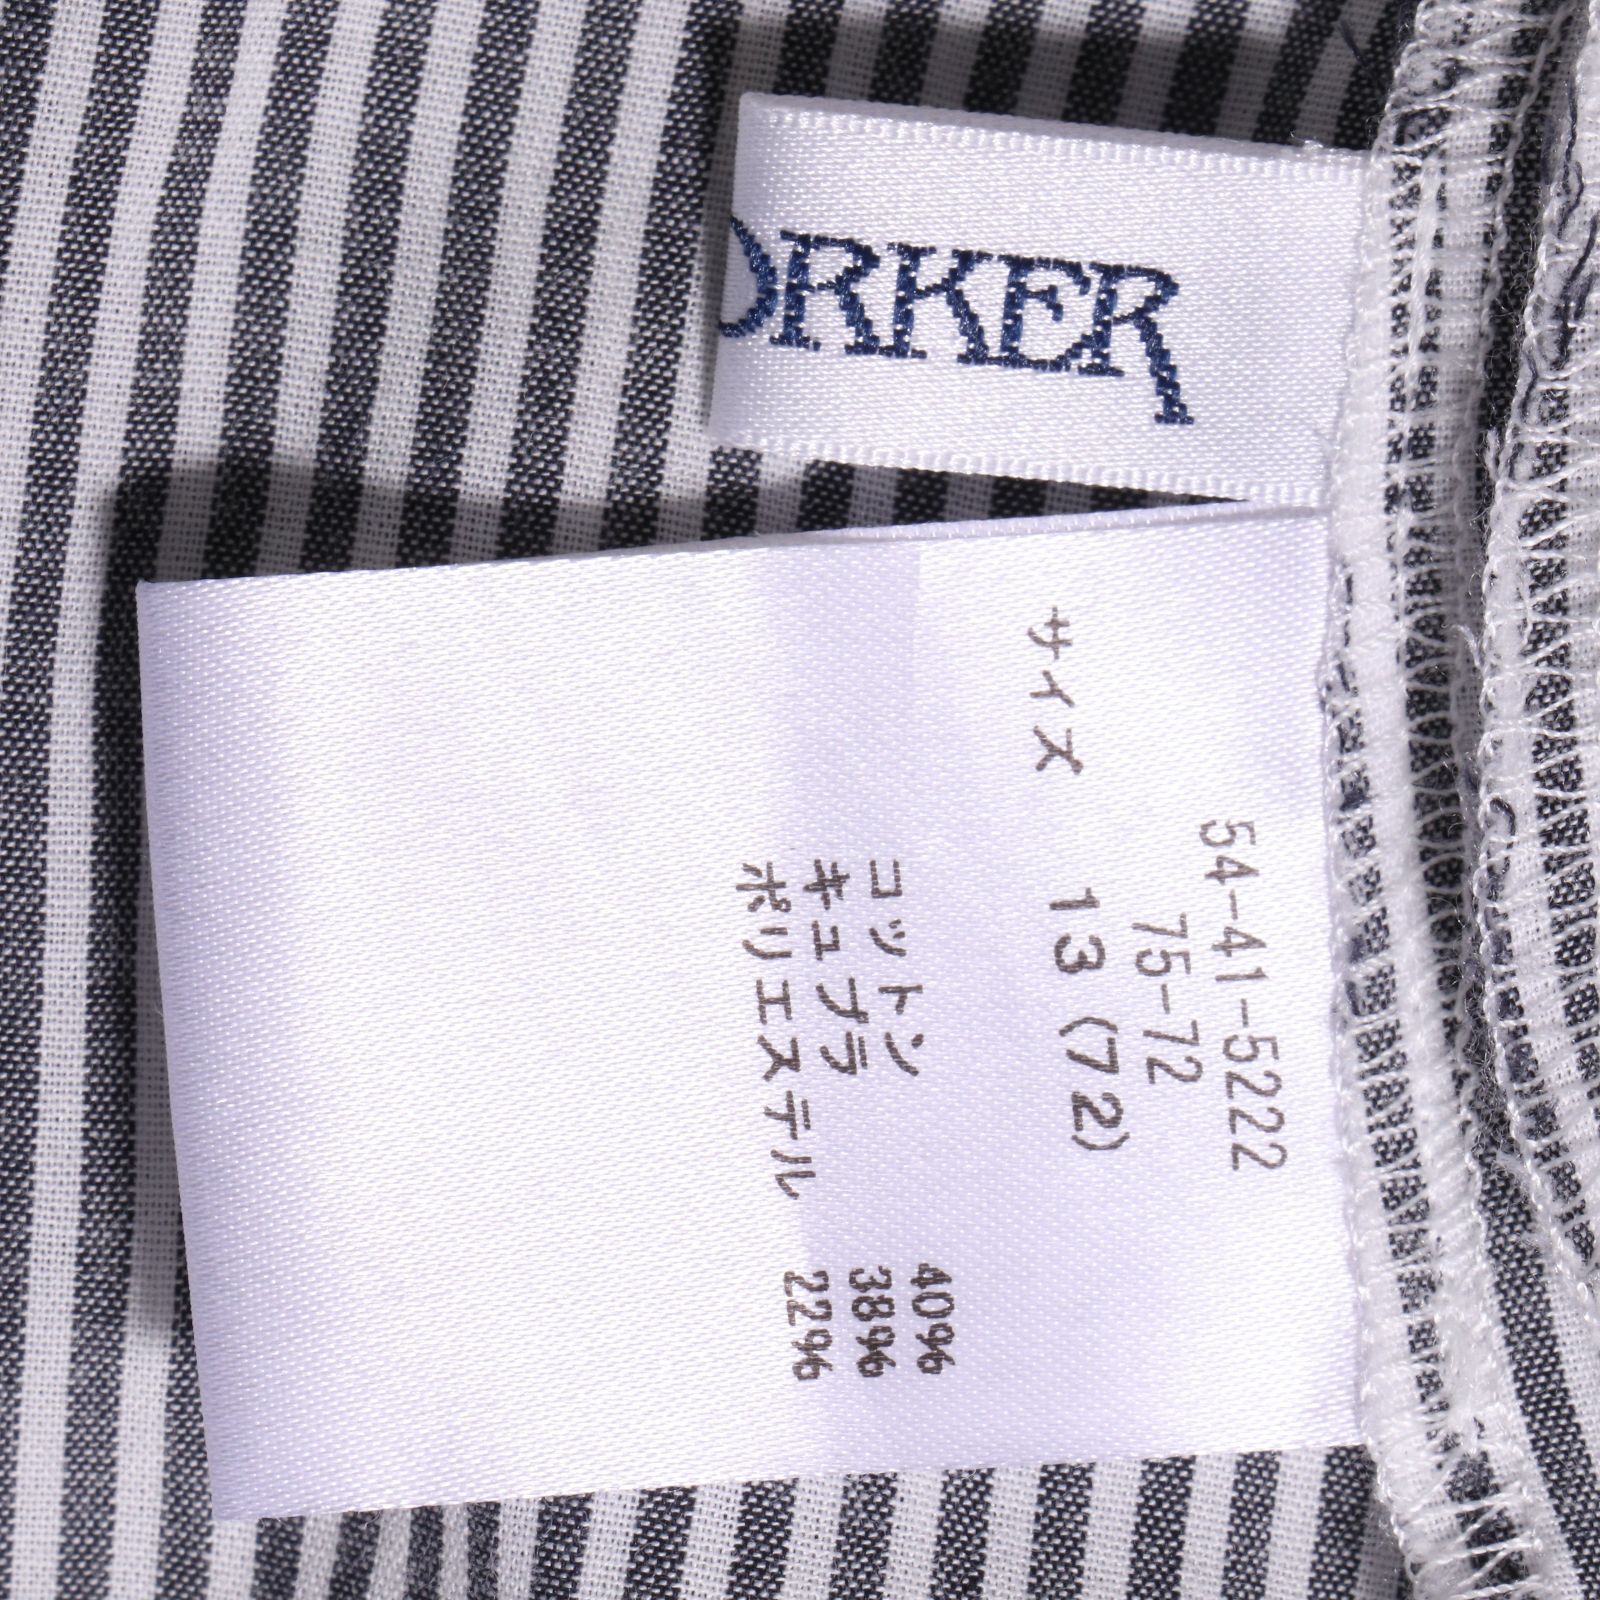 ORKER
54-41-5222
75-72
サイズ 13(72)
コットン 40%
キュプラ 38%
ポリエステル 22%